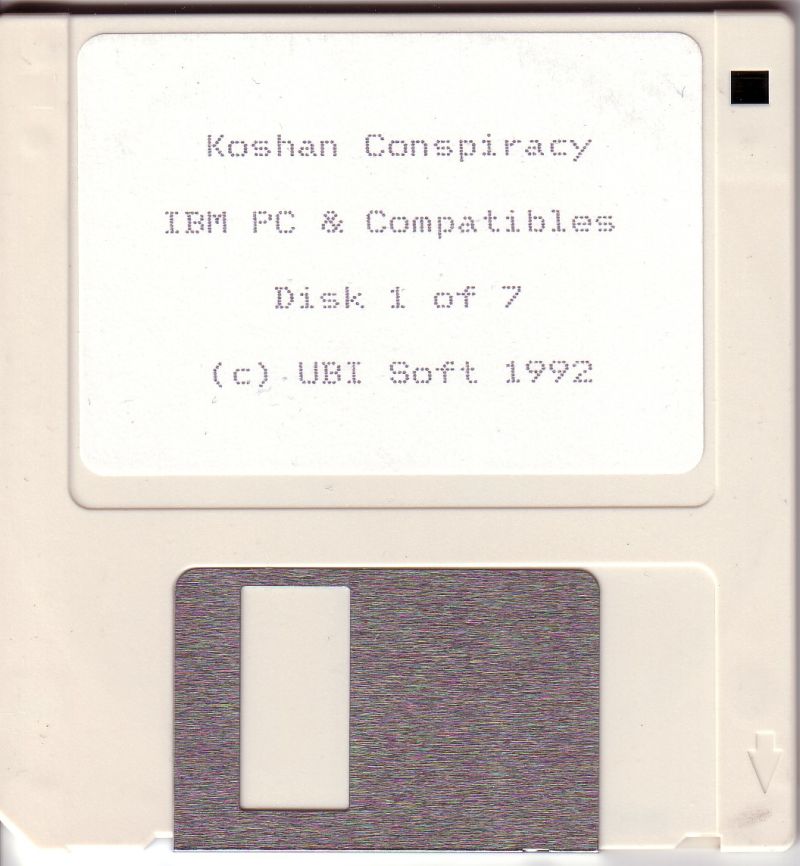 Koshan Conspiracy
IBM PC & Compatibles
Disk 1 of 7
(c) UBI Soft 1992